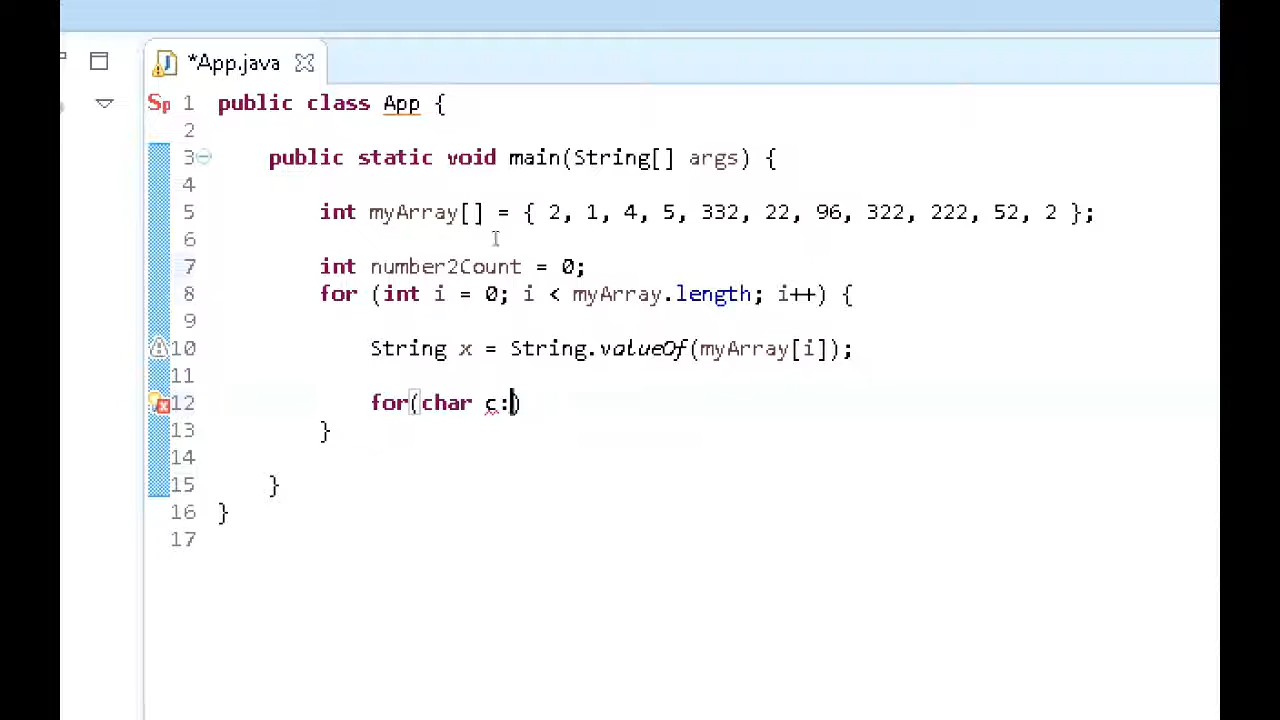 *App.java
Sp 1 public class App {
2
3 public static void main(String[] args) {
4
5 int myArray[] = { 2, 1, 4, 5, 332, 22, 96, 322, 222, 52, 2 };
6
7 int number2Count = 0;
8 for (int i = 0; i < myArray.length; i++) {
9
10 String x = String.valueOf(myArray[i]);
11
12 for(char c:)
13 }
14
15 }
16 }
17